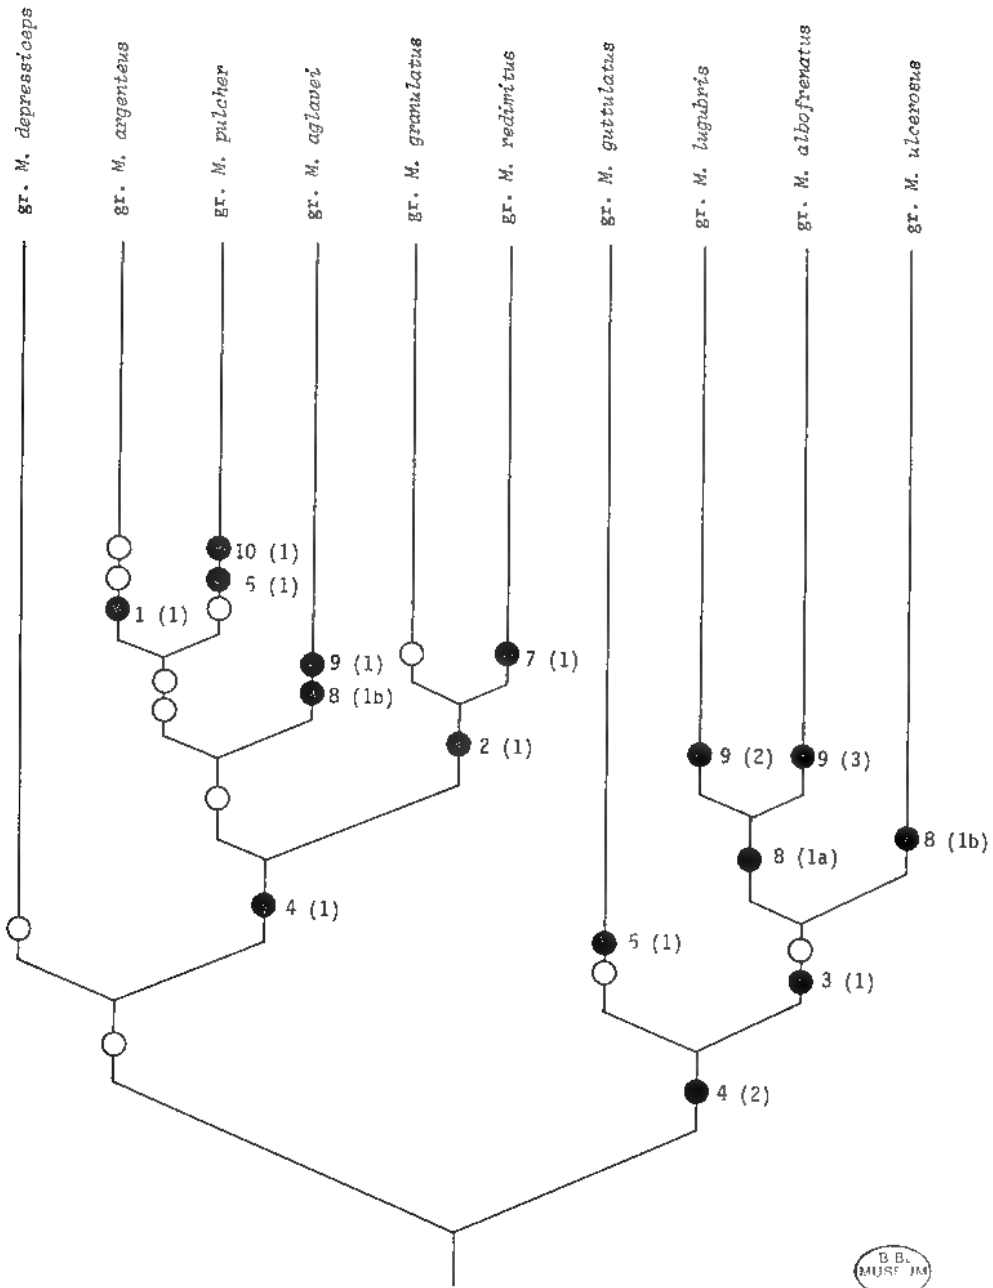 gr. M. depressiceps
gr. M. argenteus
gr. M. pulcher
gr. M. aglavei
gr. M. granulatus
gr. M. redimitus
gr. M. guttulatus
gr. M. lugubris
gr. M. albofrenatus
gr. M. ulcerosus
10 (1)
5 (1)
1 (1)
9 (1)
7 (1)
8 (1b)
2 (1)
9 (2)
9 (3)
8 (1b)
8 (1a)
4 (1)
5 (1)
3 (1)
4 (2)
MUSEUM